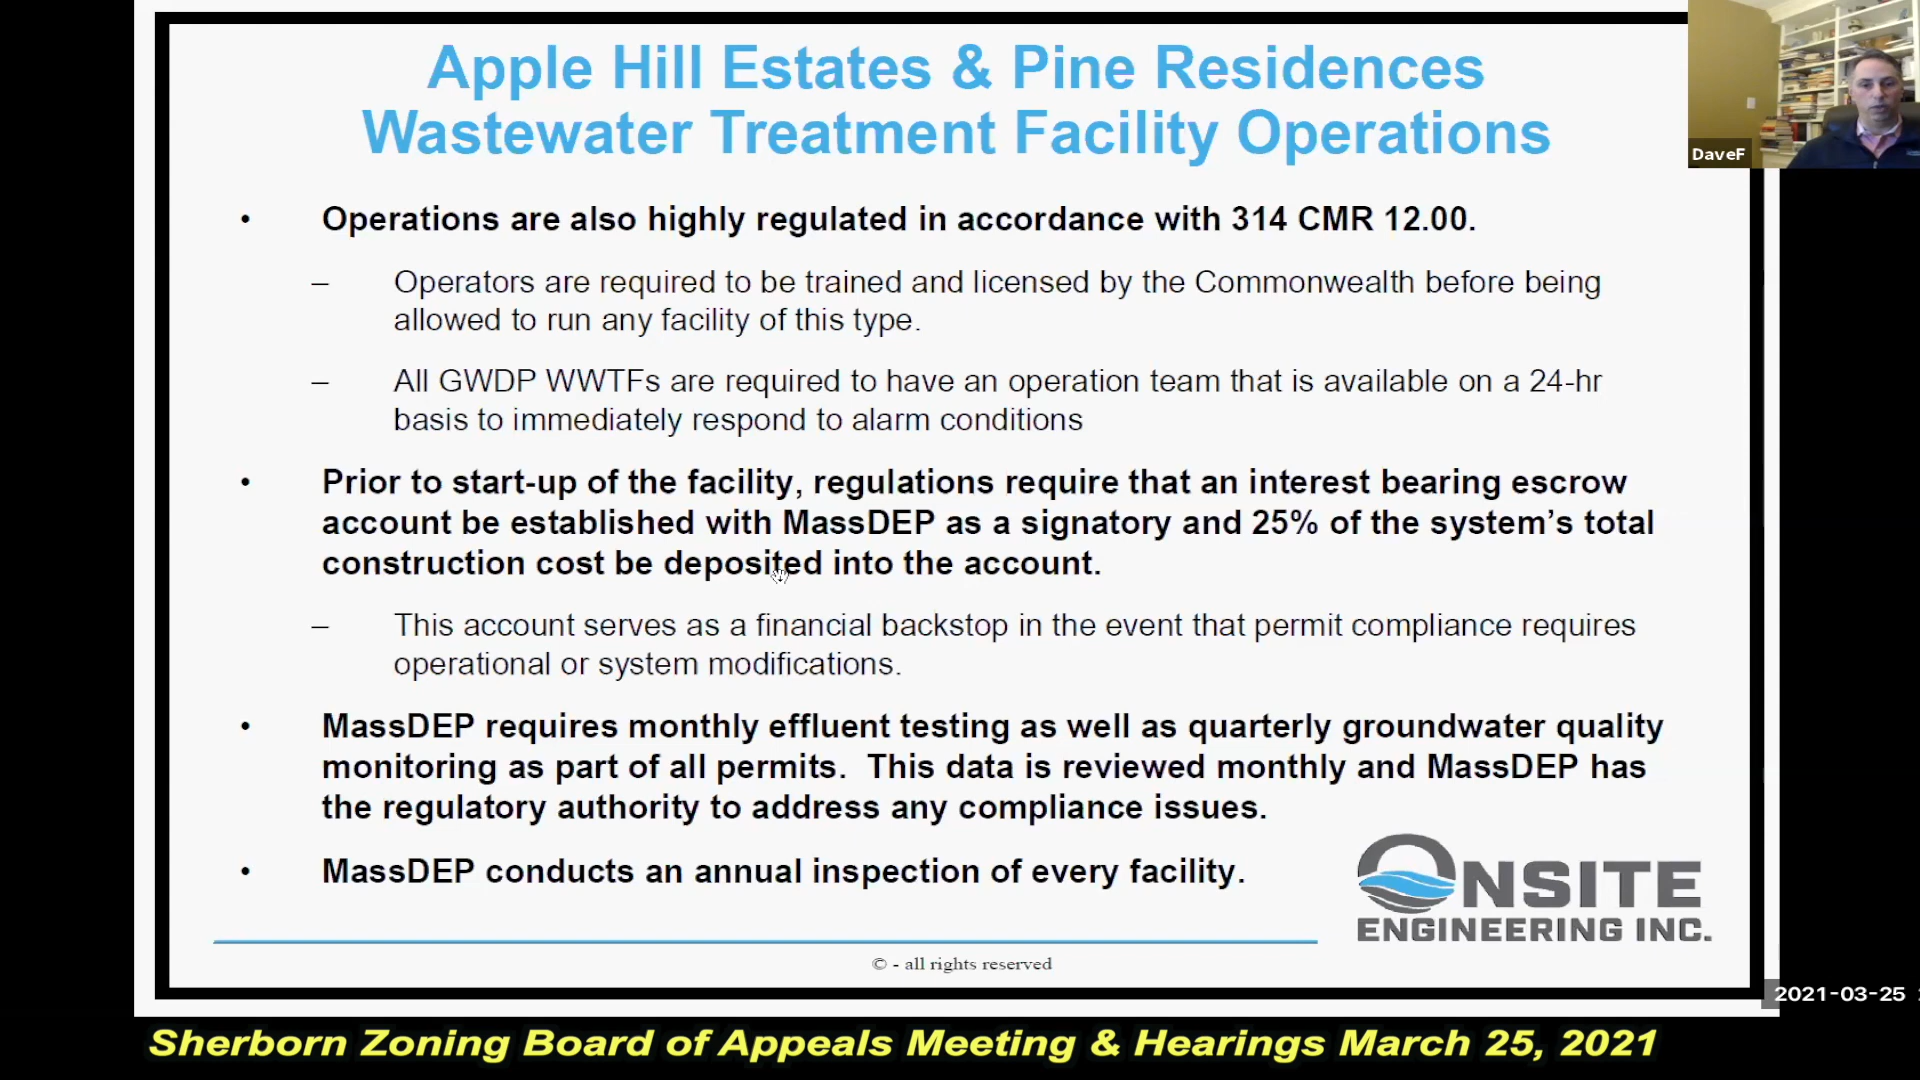 Apple Hill Estates & Pine Residences
Wastewater Treatment Facility Operations
DaveF
• Operations are also highly regulated in accordance with 314 CMR 12.00.
– Operators are required to be trained and licensed by the Commonwealth before being
allowed to run any facility of this type.
– All GWDP WWTFs are required to have an operation team that is available on a 24-hr
basis to immediately respond to alarm conditions
• Prior to start-up of the facility, regulations require that an interest bearing escrow
account be established with MassDEP as a signatory and 25% of the system’s total
construction cost be deposited into the account.
– This account serves as a financial backstop in the event that permit compliance requires
operational or system modifications.
• MassDEP requires monthly effluent testing as well as quarterly groundwater quality
monitoring as part of all permits.  This data is reviewed monthly and MassDEP has
the regulatory authority to address any compliance issues.
• MassDEP conducts an annual inspection of every facility.
ONSITE
ENGINEERING INC.
© - all rights reserved
2021-03-25
Sherborn Zoning Board of Appeals Meeting & Hearings March 25, 2021